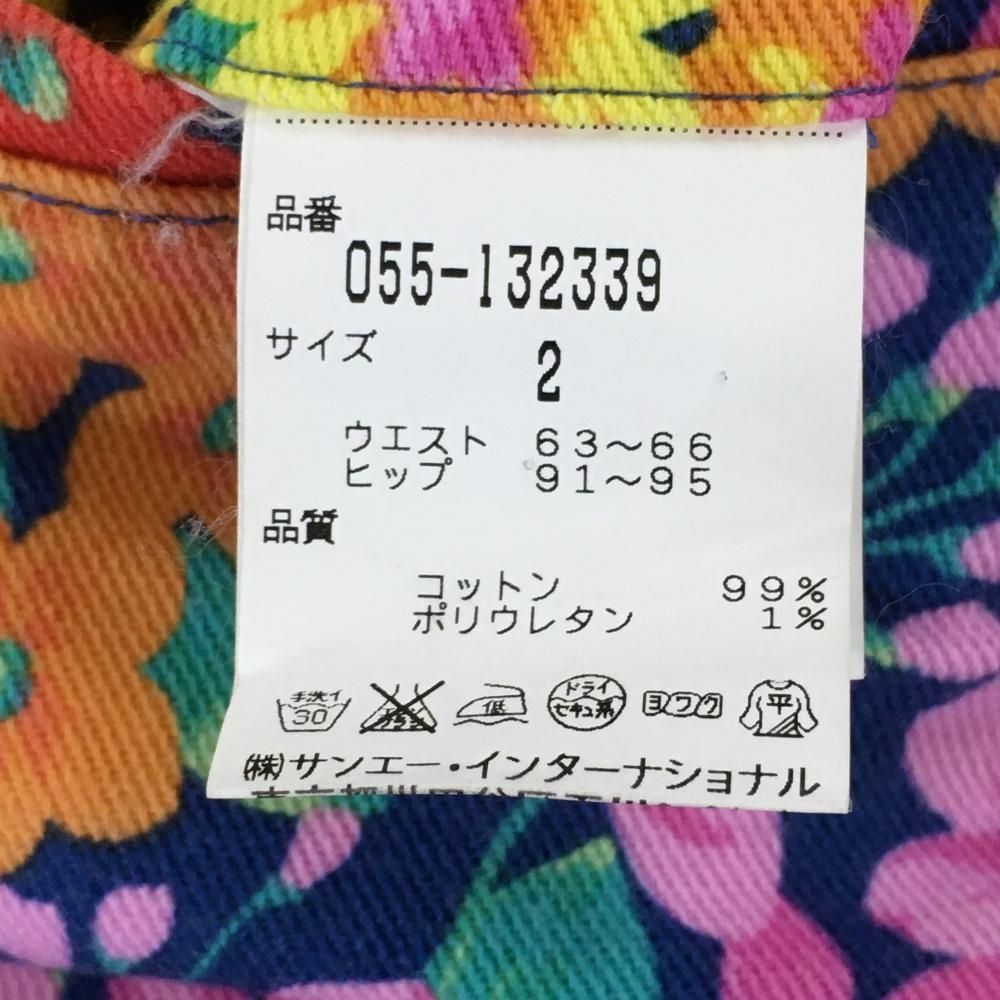 品番
055-132339
サイズ 2
ウエスト 63〜66
ヒップ 91〜95
品質
コットン 99%
ポリウレタン 1%
手洗イ 30 低 ドライ セキユ系 ヨワク 平
(株)サンエー・インターナショナル